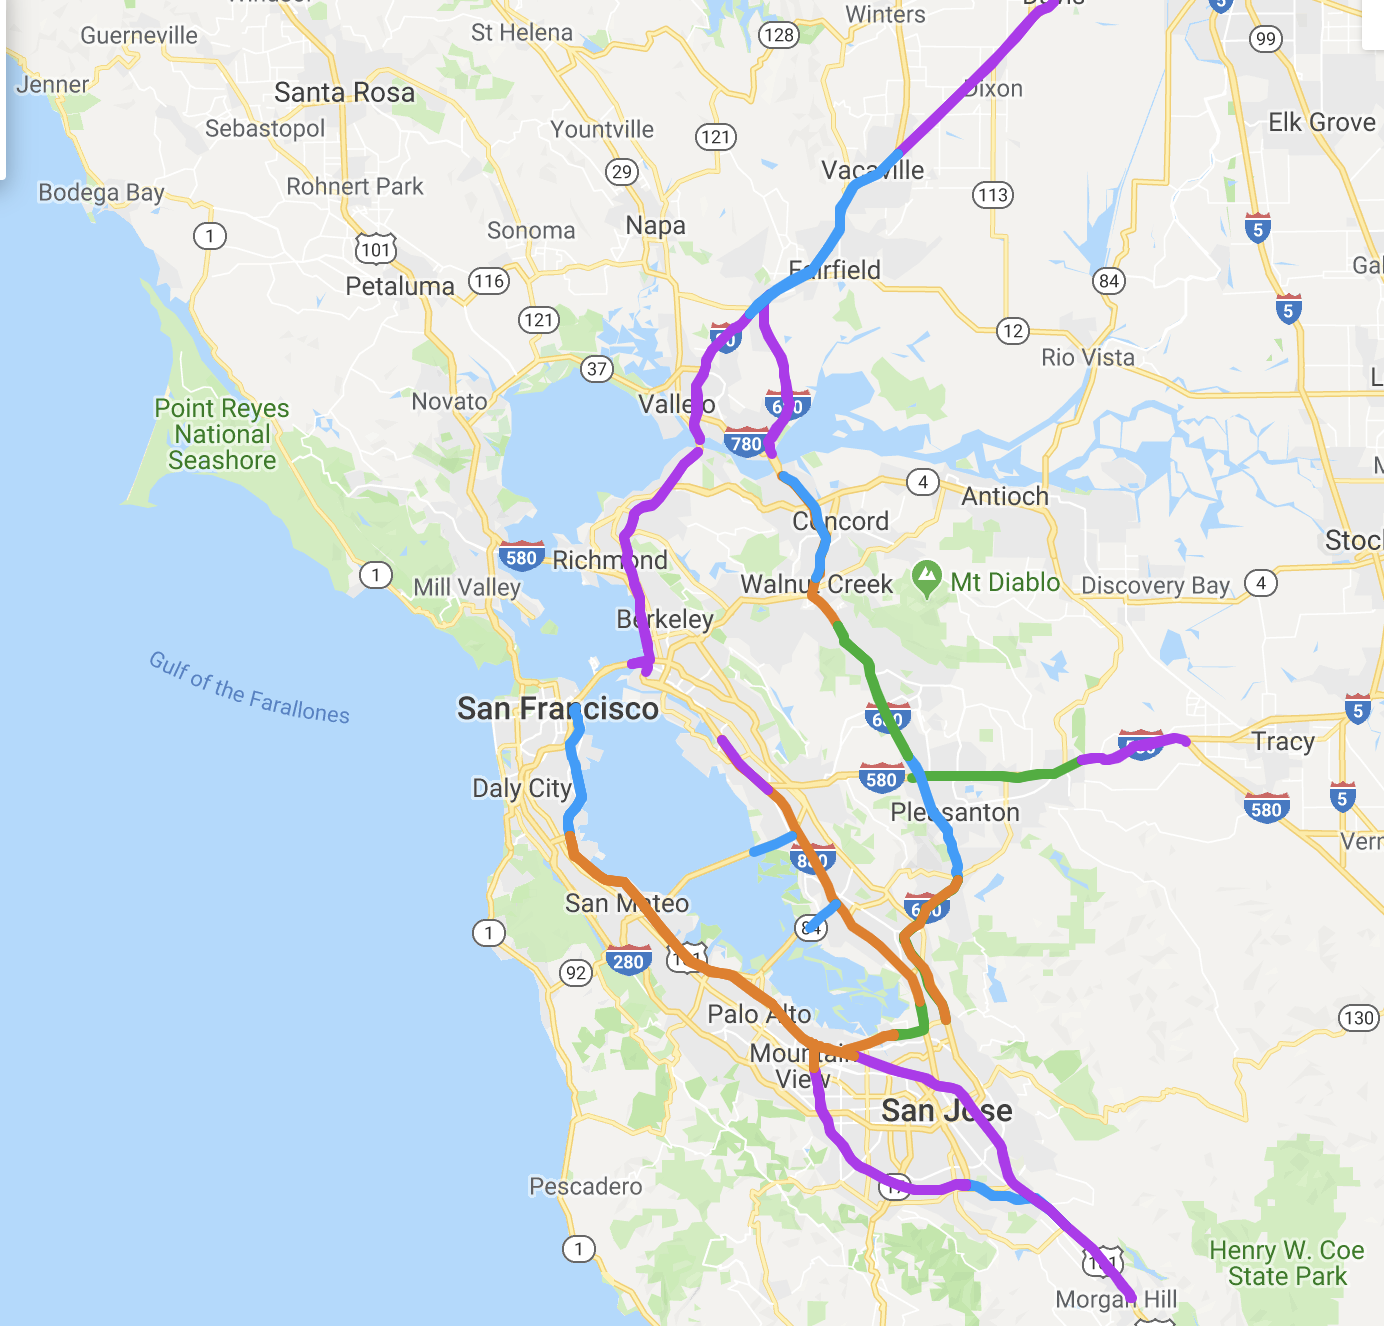 Guerneville
St Helena
128
Winters
5
99
Jenner
Santa Rosa
Dixon
Elk Grove
Sebastopol
Yountville
121
Vacaville
29
Rohnert Park
Bodega Bay
113
1
101
Sonoma
Napa
5
Petaluma
116
Fairfield
84
5
121
12
Rio Vista
37
Novato
Vallejo
680
780
Point Reyes
National
Seashore
4
Antioch
Concord
580
Richmond
1
Mill Valley
Walnut Creek
Mt Diablo
Discovery Bay
4
Berkeley
Gulf of the Farallones
San Francisco
680
5
Tracy
580
Daly City
Pleasanton
580
5
880
San Mateo
680
84
1
280
101
92
Palo Alto
130
Mountain
View
San Jose
Pescadero
17
1
101
Henry W. Coe
State Park
Morgan Hill